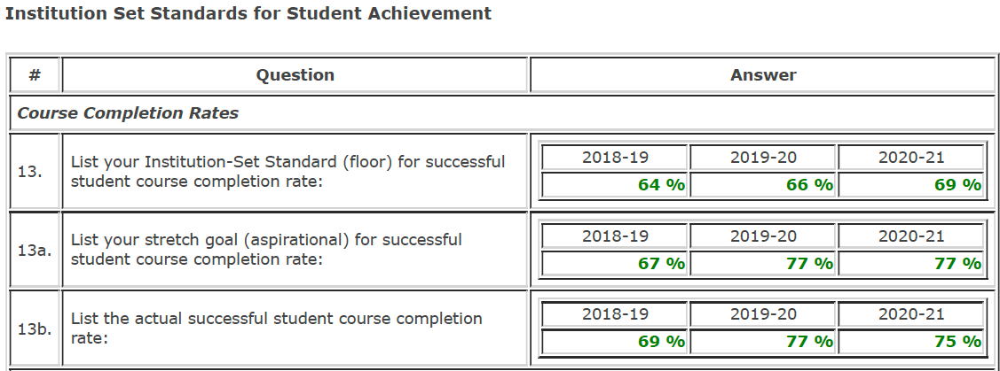 Institution Set Standards for Student Achievement
# Question Answer
Course Completion Rates
13.
List your Institution-Set Standard (floor) for successful
student course completion rate:
2018-19 2019-20 2020-21
64 % 66 % 69 %
13a.
List your stretch goal (aspirational) for successful
student course completion rate:
2018-19 2019-20 2020-21
67 % 77 % 77 %
13b.
List the actual successful student course completion
rate:
2018-19 2019-20 2020-21
69 % 77 % 75 %